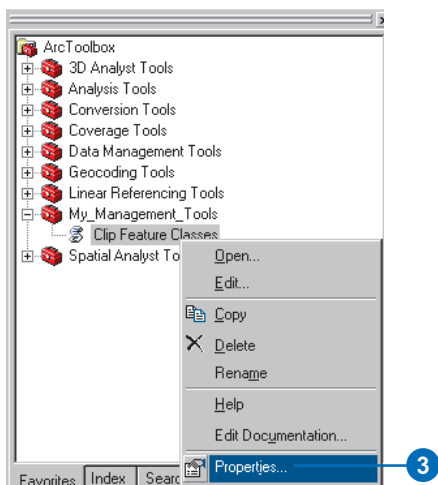 ArcToolbox
3D Analyst Tools
Analysis Tools
Conversion Tools
Coverage Tools
Data Management Tools
Geocoding Tools
Linear Referencing Tools
My_Management_Tools
Clip Feature Classes
Spatial Analyst To
Open...
Edit...
Copy
Delete
Rename
Help
Edit Documentation...
Properties...
3
Favorites Index Searc